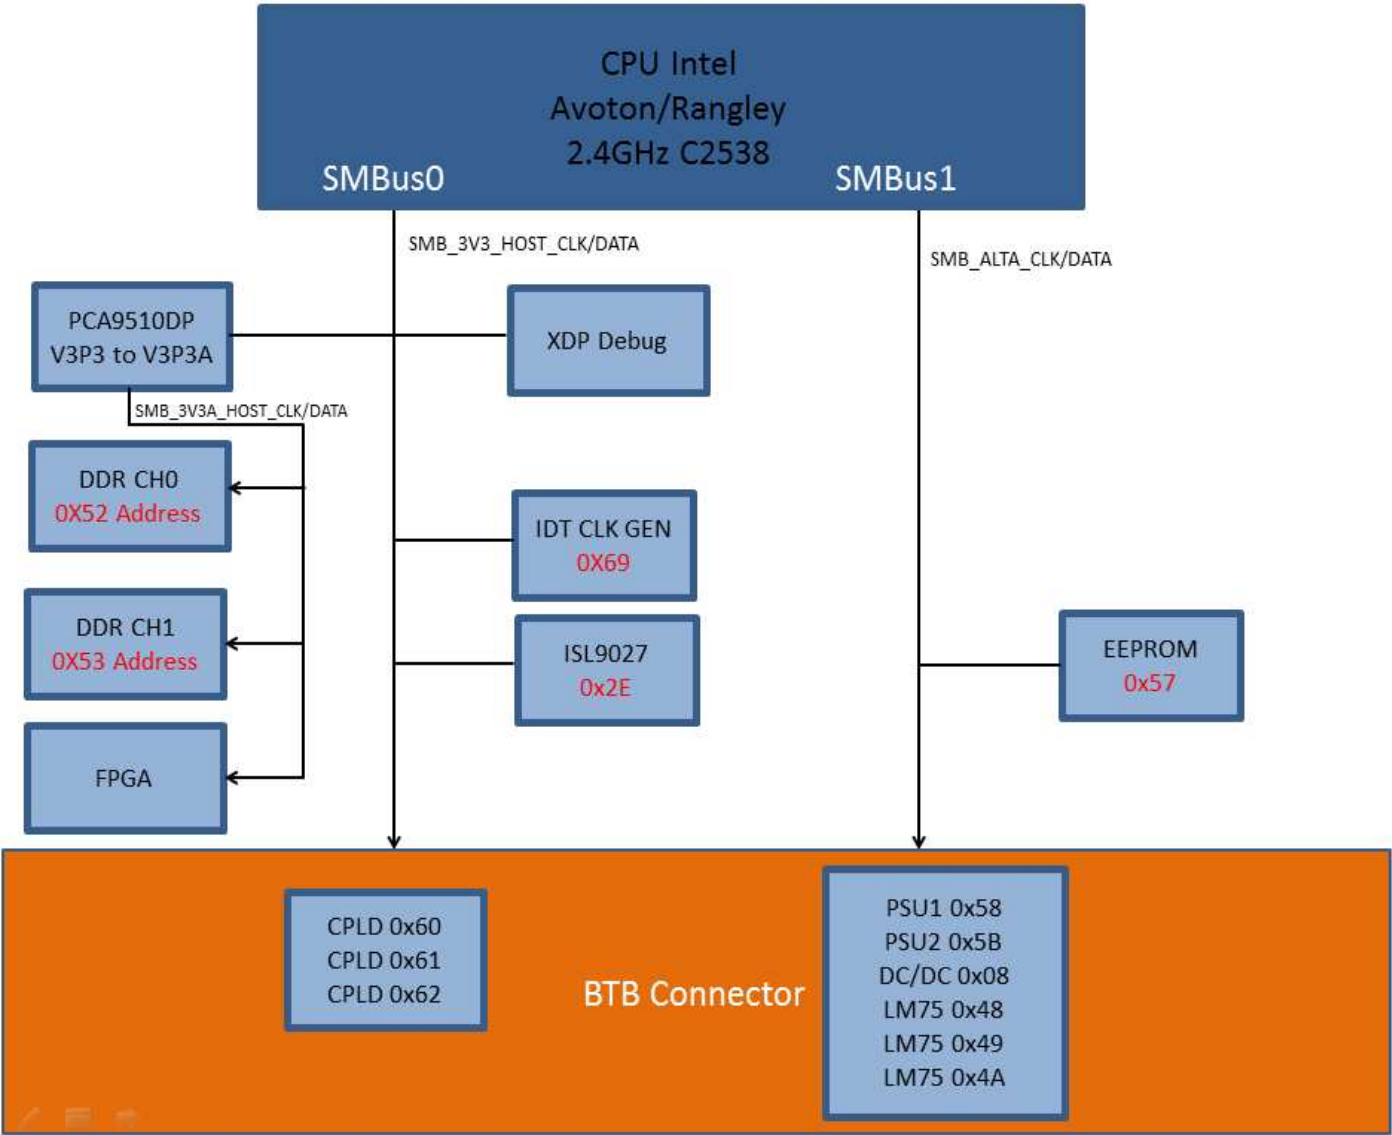 CPU Intel
Avoton/Rangley
2.4GHz C2538
SMBus0
SMBus1
SMB_3V3_HOST_CLK/DATA
SMB_ALTA_CLK/DATA
PCA9510DP
V3P3 to V3P3A
XDP Debug
SMB_3V3A_HOST_CLK/DATA
DDR CH0
0X52 Address
IDT CLK GEN
0X69
DDR CH1
0X53 Address
ISL9027
0x2E
EEPROM
0x57
FPGA
CPLD 0x60
CPLD 0x61
CPLD 0x62
BTB Connector
PSU1 0x58
PSU2 0x5B
DC/DC 0x08
LM75 0x48
LM75 0x49
LM75 0x4A